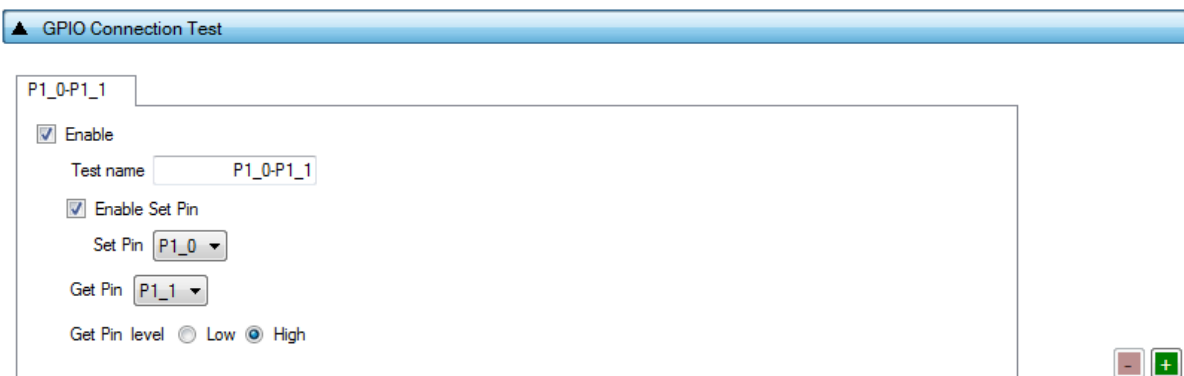 GPIO Connection Test
P1_0-P1_1
Enable
Test name P1_0-P1_1
Enable Set Pin
Set Pin P1_0
Get Pin P1_1
Get Pin level Low High
- +